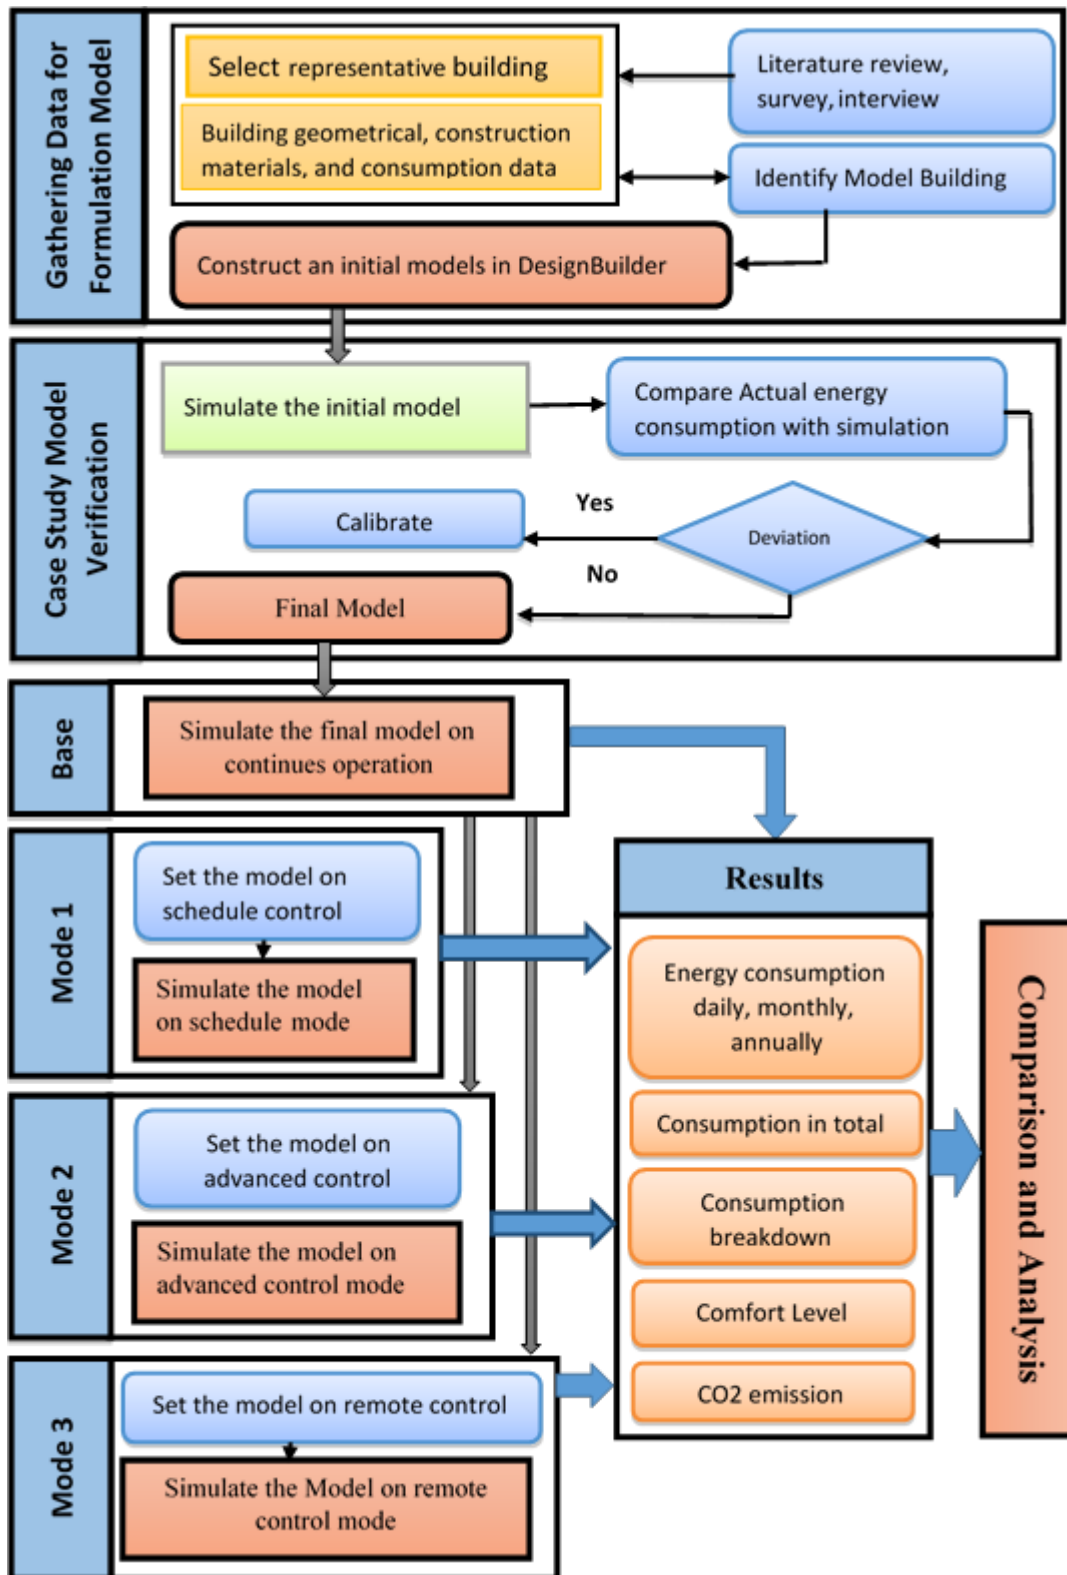 Gathering Data for
Formulation Model
Select representative building
Building geometrical, construction
materials, and consumption data
Literature review,
survey, interview
Identify Model Building
Construct an initial models in DesignBuilder
Case Study Model
Verification
Simulate the initial model
Compare Actual energy
consumption with simulation
Yes
Calibrate
Deviation
No
Final Model
Base
Simulate the final model on
continues operation
Mode 1
Set the model on
schedule control
Simulate the model
on schedule mode
Mode 2
Set the model on
advanced control
Simulate the model on
advanced control mode
Mode 3
Set the model on remote control
Simulate the Model on remote
control mode
Results
Energy consumption
daily, monthly,
annually
Consumption in total
Consumption
breakdown
Comfort Level
CO2 emission
Comparison and Analysis